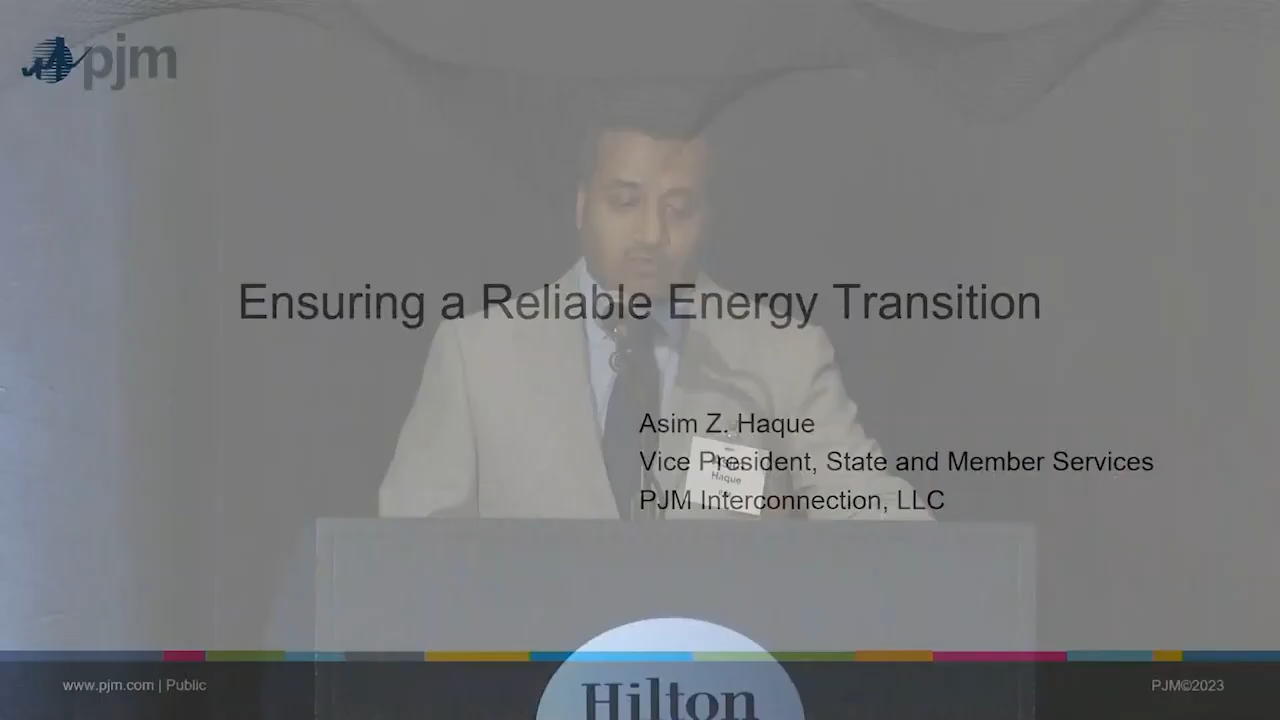 pjm
Ensuring a Reliable Energy Transition
Asim Z. Haque
Vice President, State and Member Services
Haque
PJM Interconnection, LLC
Hilton
www.pjm.com | Public
PJM©2023